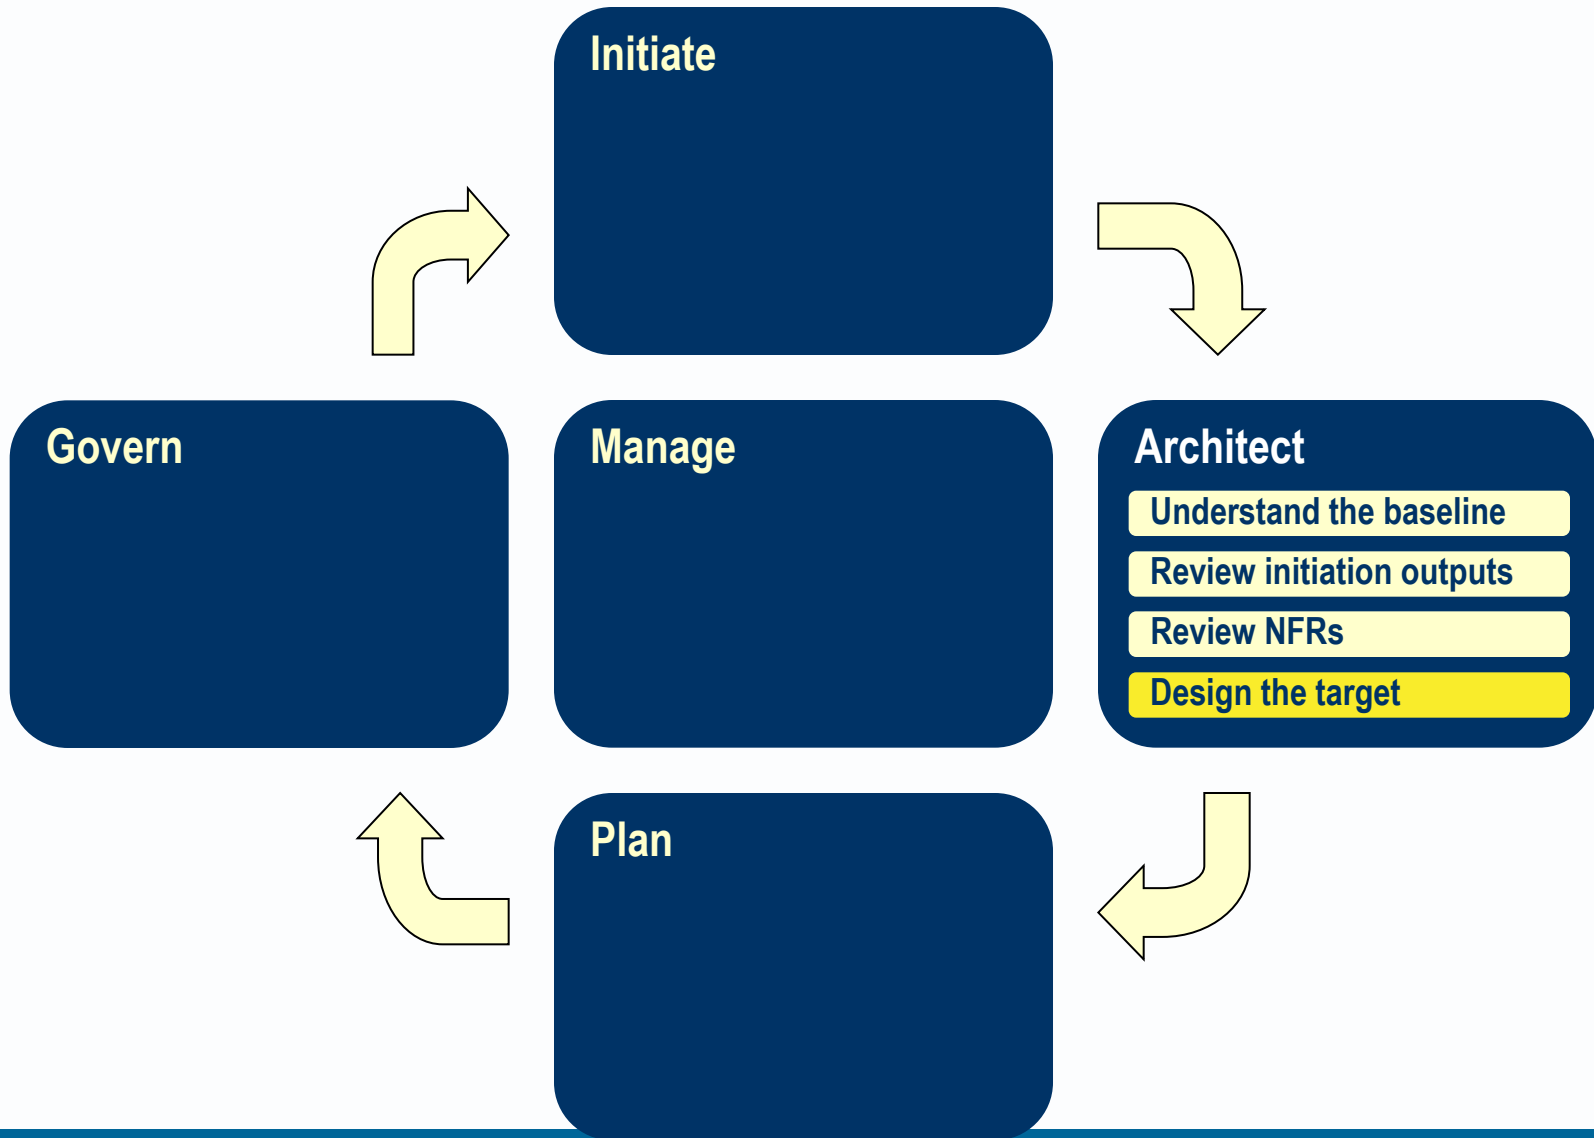 Initiate
Govern
Manage
Architect
Understand the baseline
Review initiation outputs
Review NFRs
Design the target
Plan